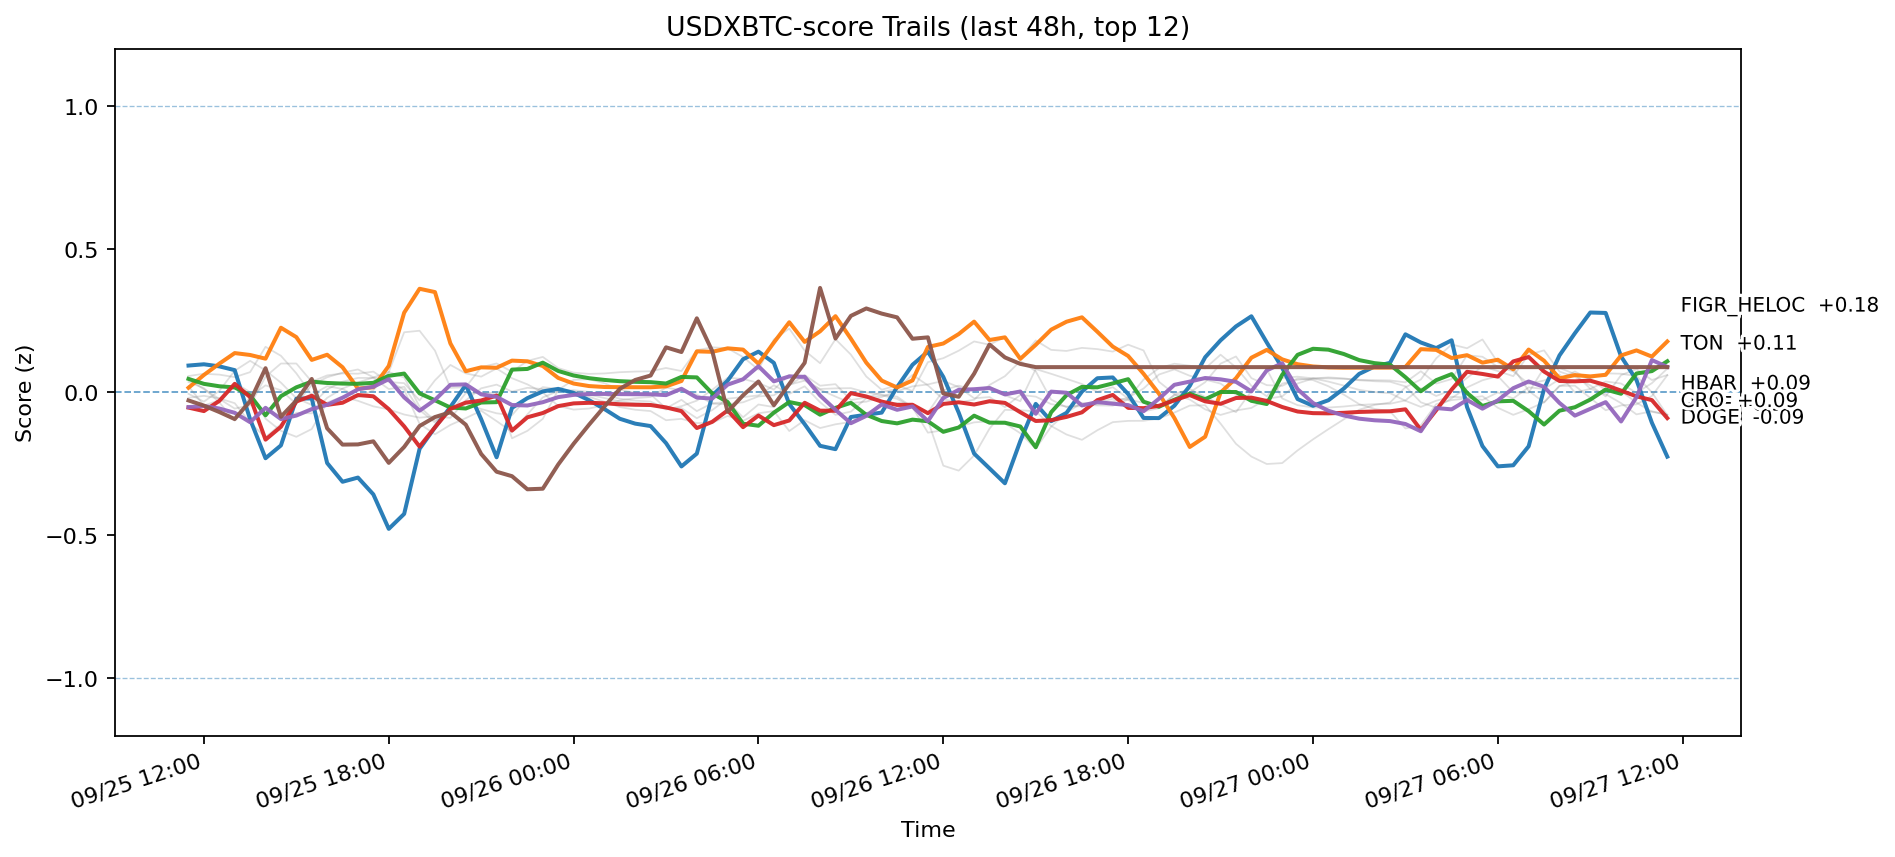 USDXBTC-score Trails (last 48h, top 12)
Score (z)
1.0
0.5
0.0
−0.5
−1.0
FIGR_HELOC +0.18
TON +0.11
HBAR +0.09
CRO +0.09
DOGE -0.09
09/25 12:00
09/25 18:00
09/26 00:00
09/26 06:00
09/26 12:00
09/26 18:00
09/27 00:00
09/27 06:00
09/27 12:00
Time